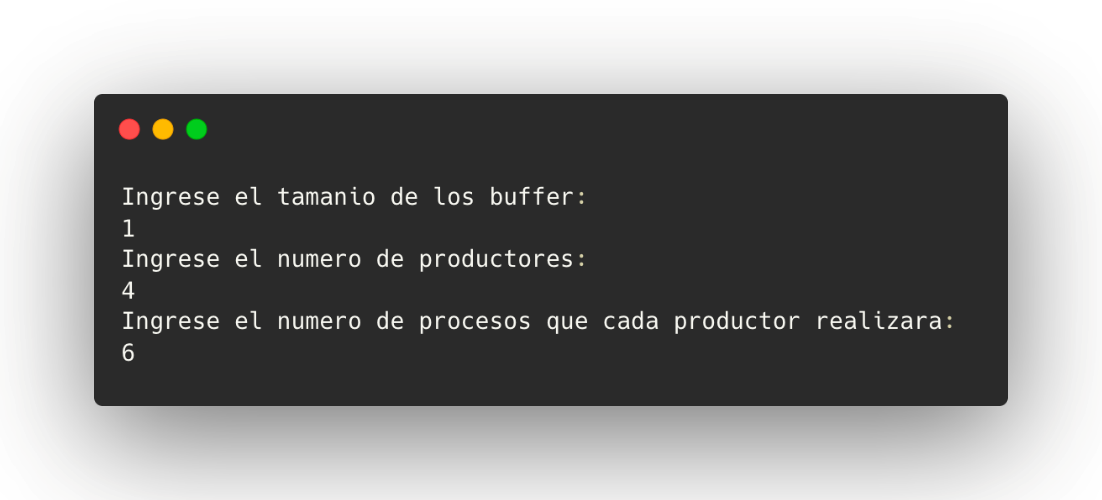 Ingrese el tamanio de los buffer:
1
Ingrese el numero de productores:
4
Ingrese el numero de procesos que cada productor realizara:
6